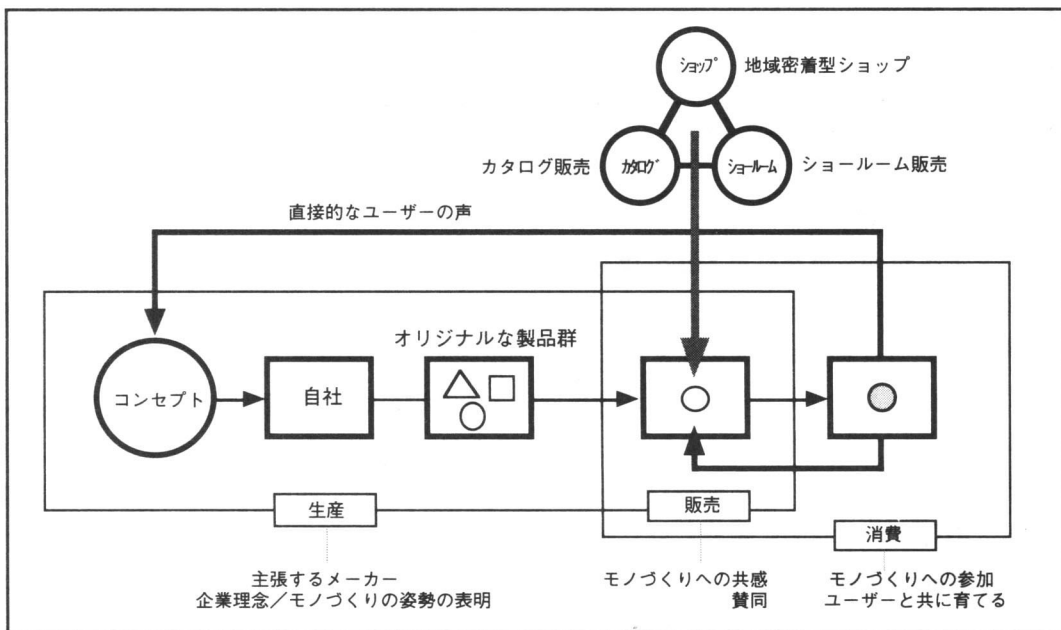 ショップ 地域密着型ショップ
カタログ販売 カタログ ショールーム ショールーム販売
直接的なユーザーの声
オリジナルな製品群
コンセプト 自社
生産 販売
消費
主張するメーカー
企業理念/モノづくりの姿勢の表明
モノづくりへの共感
賛同
モノづくりへの参加
ユーザーと共に育てる